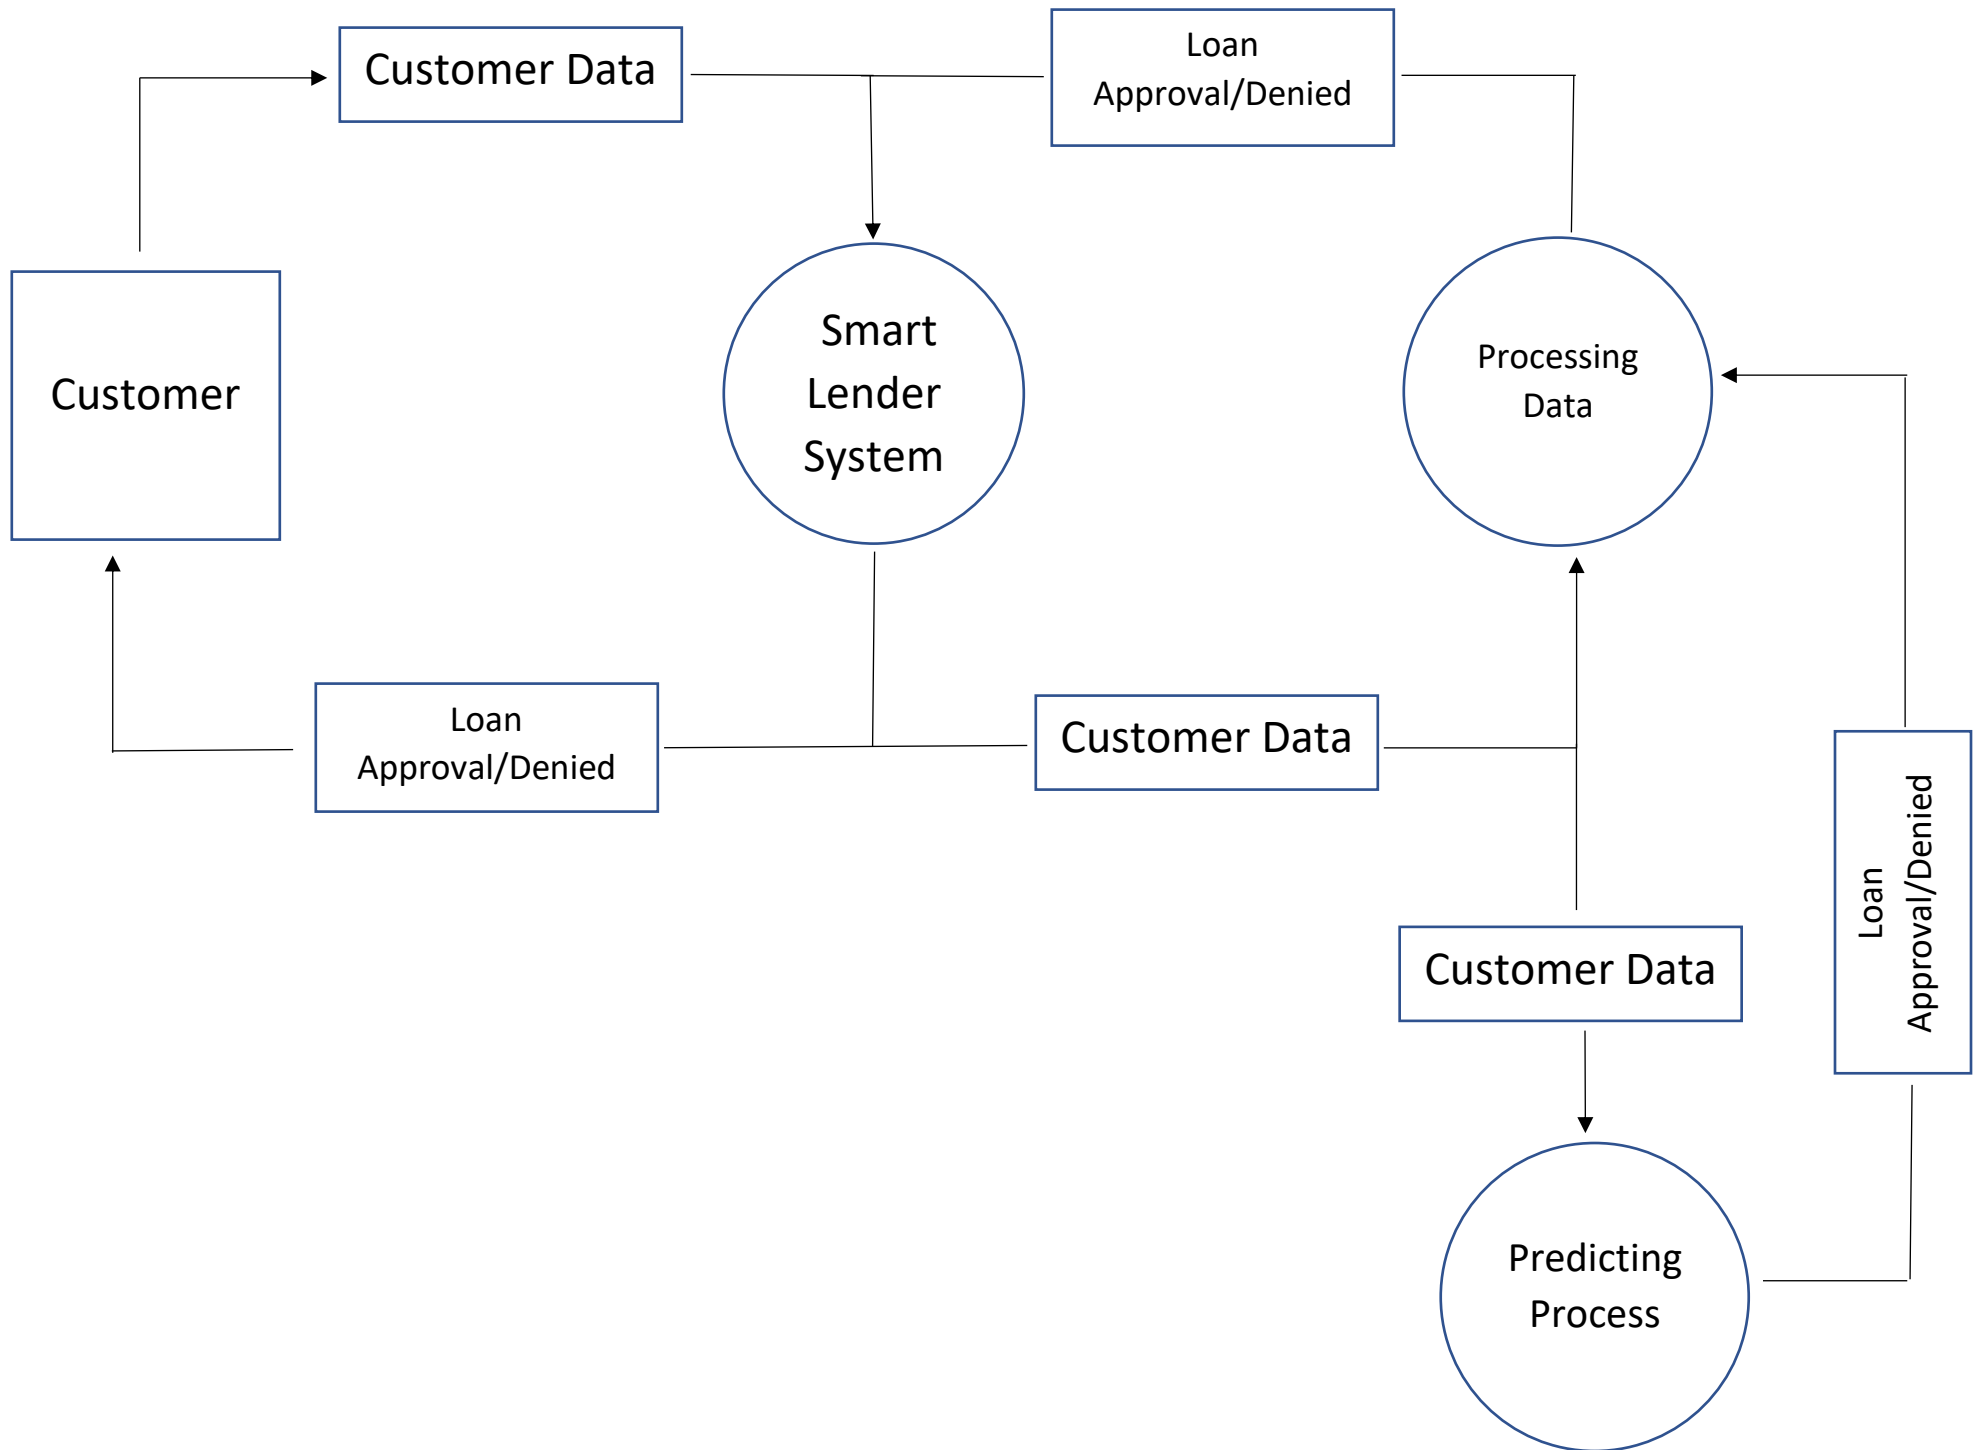 Customer Data
Loan
Approval/Denied
Customer
Smart
Lender
System
Processing
Data
Loan
Approval/Denied
Customer Data
Loan
Approval/Denied
Customer Data
Predicting
Process